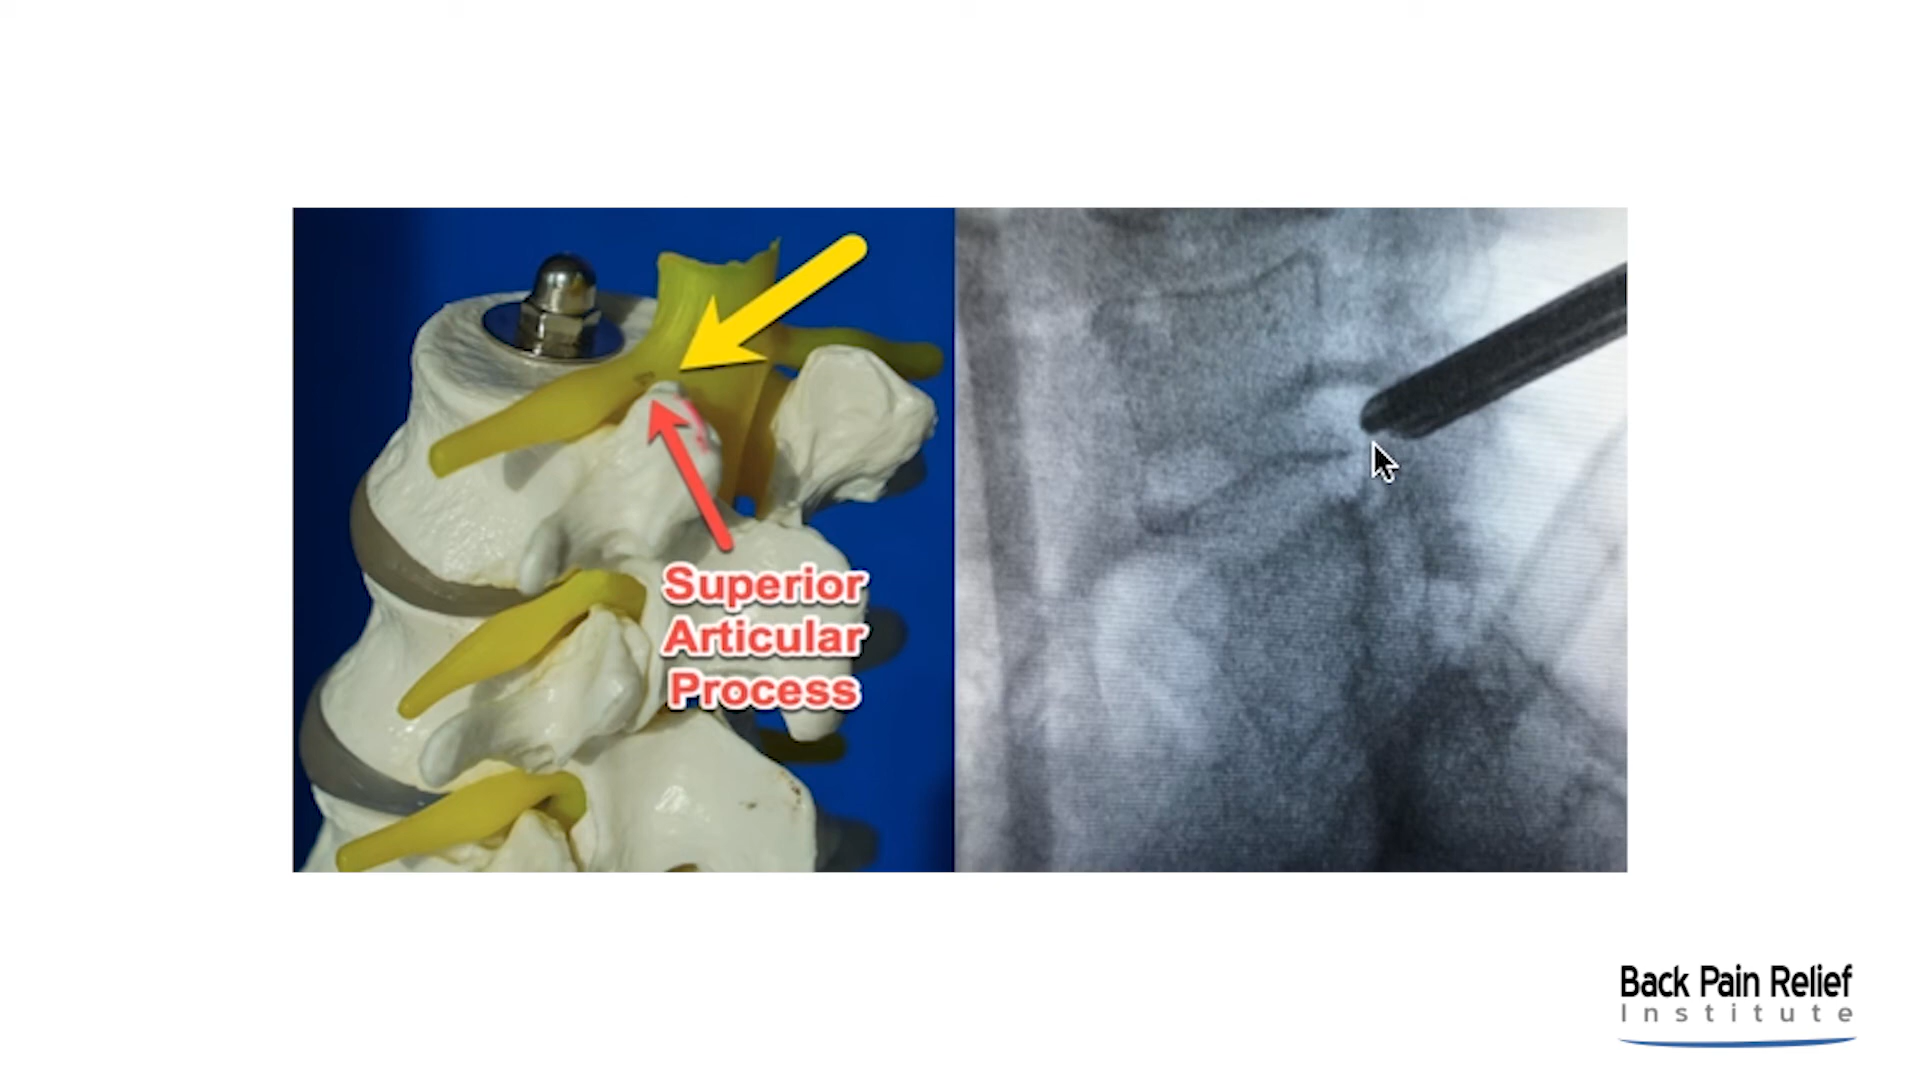 Superior
Articular
Process
Back Pain Relief
Institute